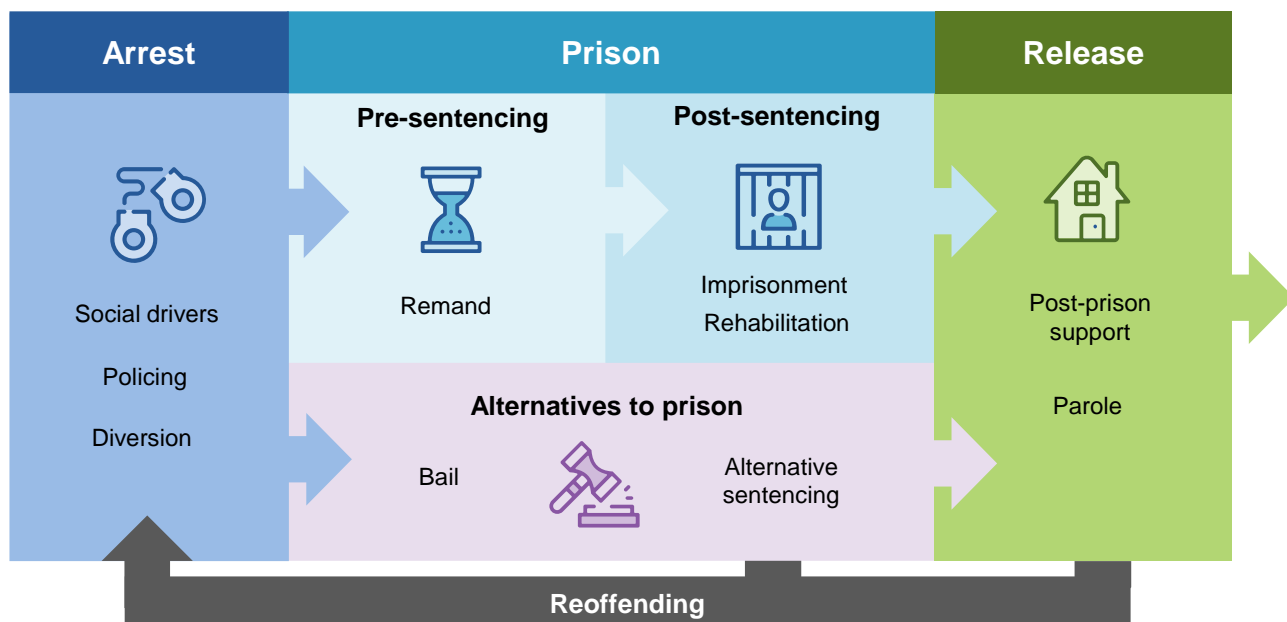 Arrest
Prison
Release
Pre-sentencing
Post-sentencing
Social drivers
Policing
Diversion
Remand
Imprisonment
Rehabilitation
Post-prison
support
Parole
Alternatives to prison
Bail
Alternative
sentencing
Reoffending